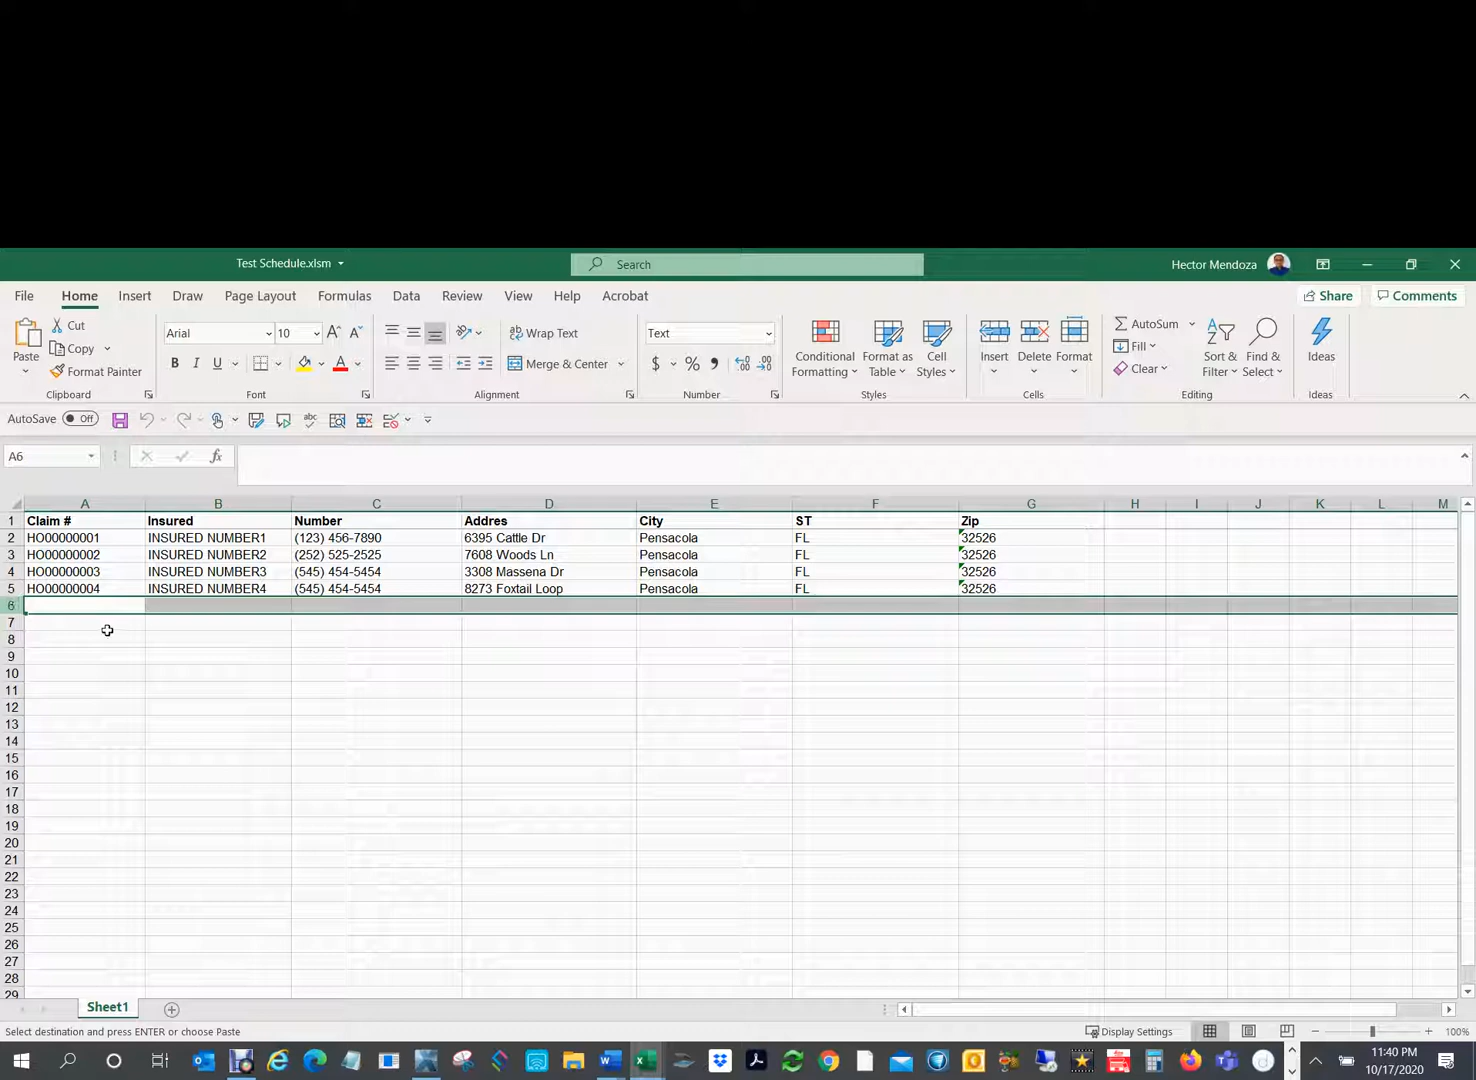 Test Schedule.xlsm
Search
Hector Mendoza
File Home Insert Draw Page Layout Formulas Data Review View Help Acrobat Share Comments
Paste Cut Copy Format Painter
Arial 10 A A B I U A
ab Wrap Text Merge & Center
Text $ % ,
Conditional Formatting Format as Table Cell Styles
Insert Delete Format
AutoSum Fill Clear Sort & Filter Find & Select
Ideas
Clipboard Font Alignment Number Styles Cells Editing Ideas
AutoSave Off
A6 fx
A B C D E F G H I J K L M
1 Claim # Insured Number Addres City ST Zip
2 HO00000001 INSURED NUMBER1 (123) 456-7890 6395 Cattle Dr Pensacola FL 32526
3 HO00000002 INSURED NUMBER2 (252) 525-2525 7608 Woods Ln Pensacola FL 32526
4 HO00000003 INSURED NUMBER3 (545) 454-5454 3308 Massena Dr Pensacola FL 32526
5 HO00000004 INSURED NUMBER4 (545) 454-5454 8273 Foxtail Loop Pensacola FL 32526
6
7
8
9
10
11
12
13
14
15
16
17
18
19
20
21
22
23
24
25
26
27
28
29
Sheet1
Select destination and press ENTER or choose Paste Display Settings 100%
11:40 PM
10/17/2020